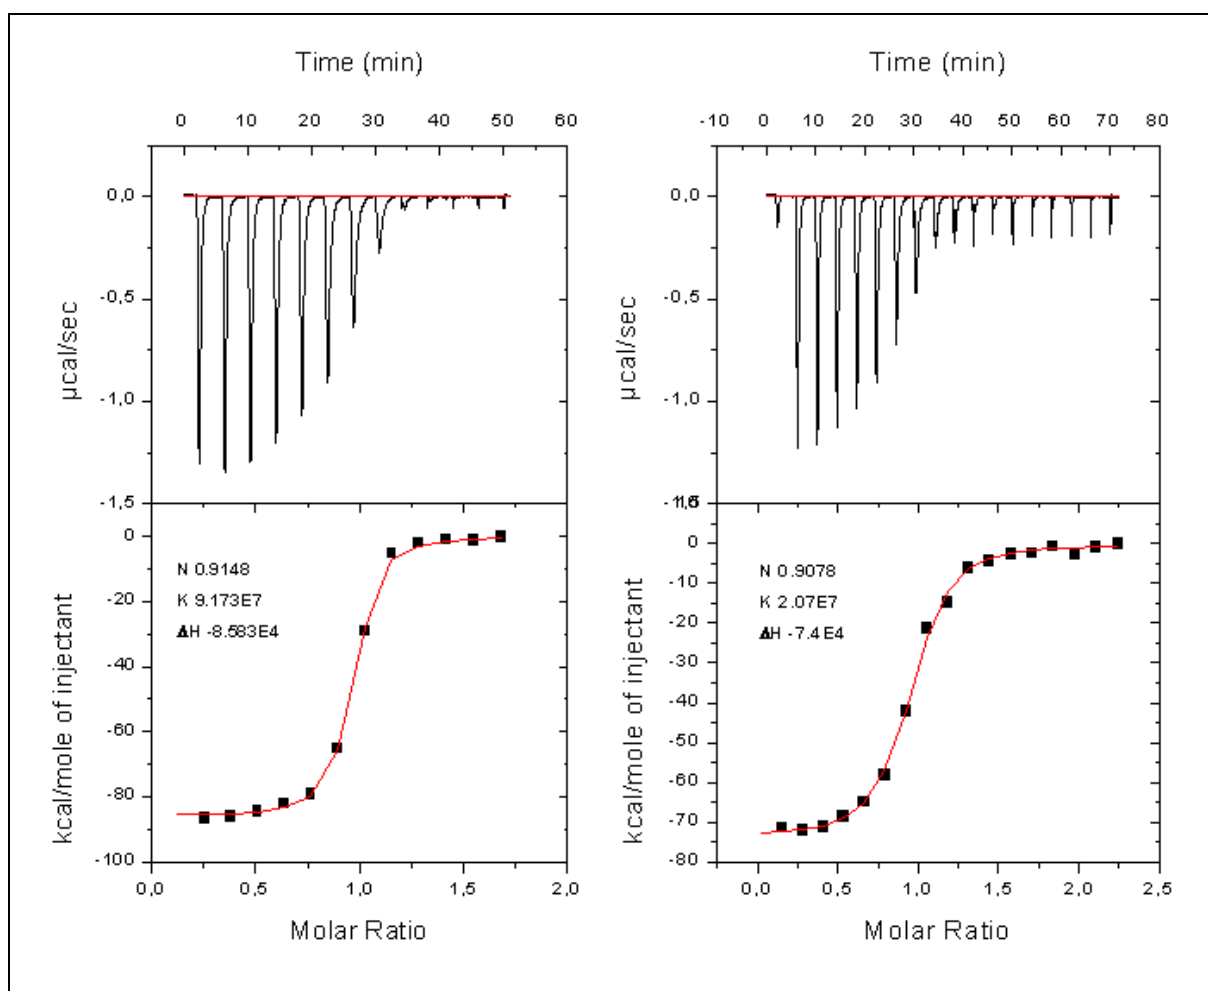 Time (min)
0 10 20 30 40 50 60
0,0
-0,5
-1,0
-1,5
µcal/sec
0
-20
-40
-60
-80
-100
kcal/mole of injectant
N 0.9148
K 9.173E7
ΔH -8.583E4
0,0 0,5 1,0 1,5 2,0
Molar Ratio
Time (min)
-10 0 10 20 30 40 50 60 70 80
0,0
-0,5
-1,0
µcal/sec
0
-10
-20
-30
-40
-50
-60
-70
-80
kcal/mole of injectant
N 0.9078
K 2.07E7
ΔH -7.4E4
0,0 0,5 1,0 1,5 2,0 2,5
Molar Ratio